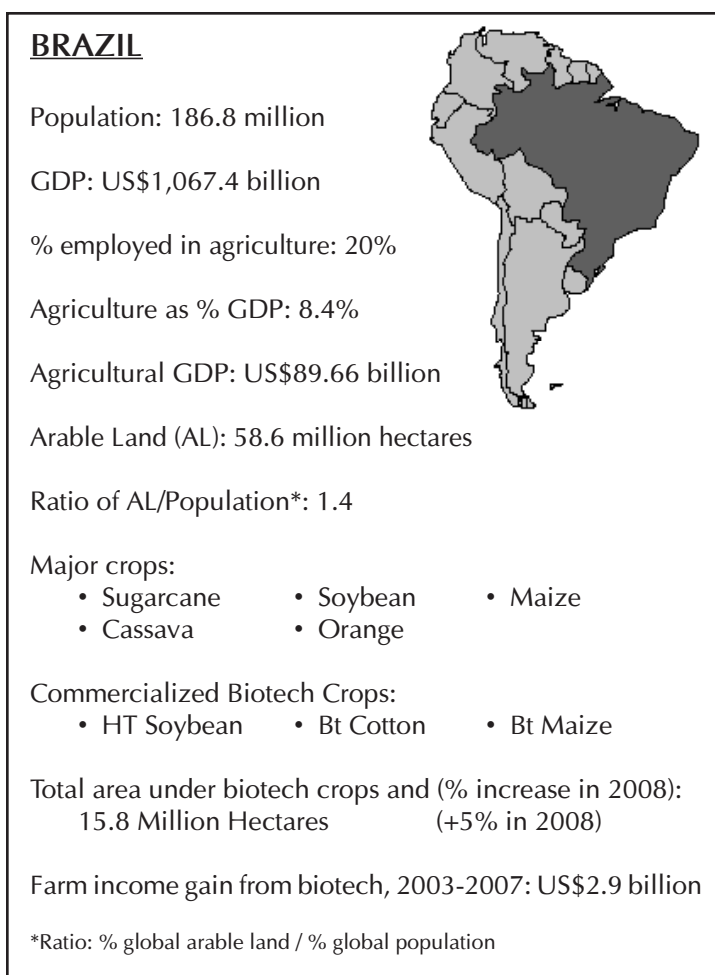 BRAZIL
Population: 186.8 million
GDP: US$1,067.4 billion
% employed in agriculture: 20%
Agriculture as % GDP: 8.4%
Agricultural GDP: US$89.66 billion
Arable Land (AL): 58.6 million hectares
Ratio of AL/Population*: 1.4
Major crops:
• Sugarcane • Soybean • Maize
• Cassava • Orange
Commercialized Biotech Crops:
• HT Soybean • Bt Cotton • Bt Maize
Total area under biotech crops and (% increase in 2008):
15.8 Million Hectares (+5% in 2008)
Farm income gain from biotech, 2003-2007: US$2.9 billion
*Ratio: % global arable land / % global population